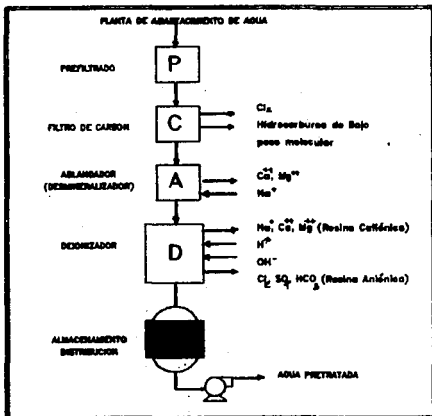 PLANTA DE ABASTECIMIENTO DE AGUA
PREFILTRADO
P
FILTRO DE CARBON
C
Cl₂
Hidrocarburos de Bajo
peso molecular
ABLANDADOR
(DERMINERALIZADOR)
A
Ca⁺⁺, Mg⁺⁺
Na⁺
DEIONIZADOR
D
Na⁺, Ca⁺⁺, Mg⁺⁺ (Resina Catiónica)
H⁺
OH⁻
Cl⁻, SO₄, HCO₃ (Resina Aniónica)
ALMACENAMIENTO
DISTRIBUCION
AGUA PRETRATADA